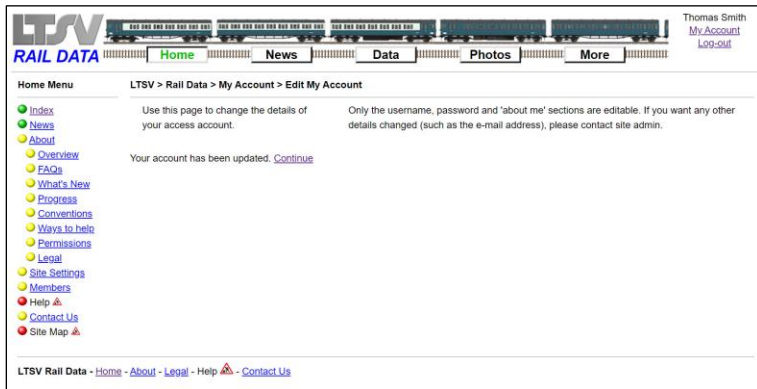 LTSV
RAIL DATA
Home
News
Data
Photos
More
Thomas Smith
My Account
Log-out
Home Menu
Index
News
About
Overview
FAQs
What's New
Progress
Conventions
Ways to help
Permissions
Legal
Site Settings
Members
Help
Contact Us
Site Map
LTSV > Rail Data > My Account > Edit My Account
Use this page to change the details of
your access account.
Only the username, password and 'about me' sections are editable. If you want any other
details changed (such as the e-mail address), please contact site admin.
Your account has been updated. Continue
LTSV Rail Data - Home - About - Legal - Help - Contact Us